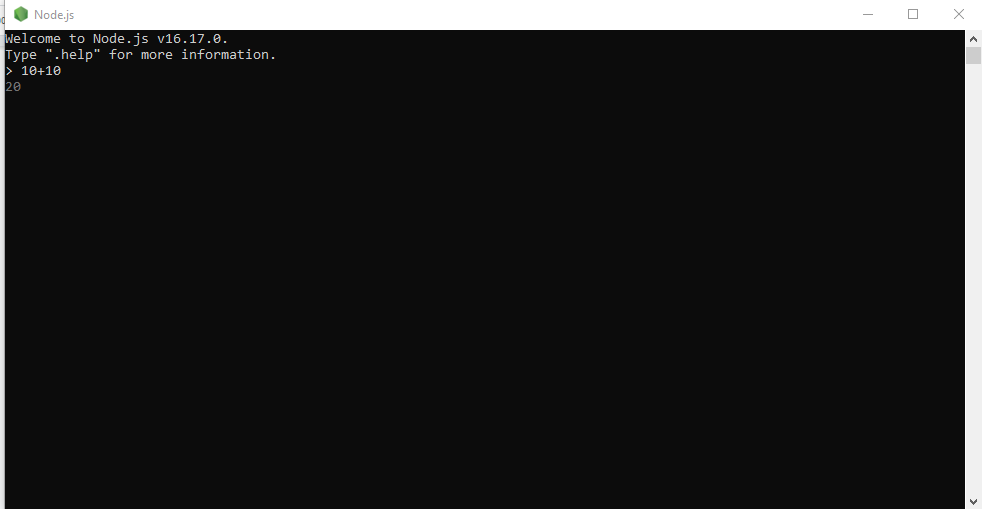 Node.js
Welcome to Node.js v16.17.0.
Type ".help" for more information.
> 10+10
20